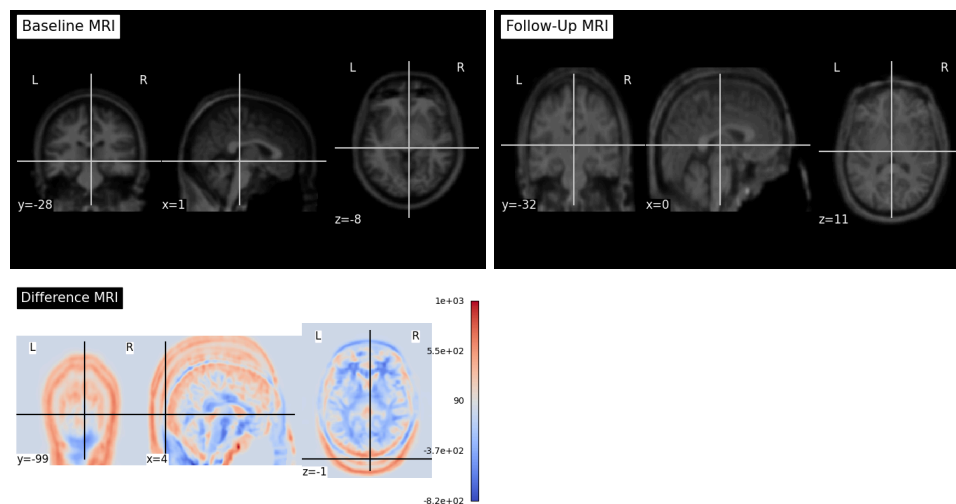 Baseline MRI
L R
L R
y=-28
x=1
z=-8
Follow-Up MRI
L R
L R
y=-32
x=0
z=11
Difference MRI
L R
L R
y=-99
x=4
z=-1
1e+03
5.5e+02
90
-3.7e+02
-8.2e+02